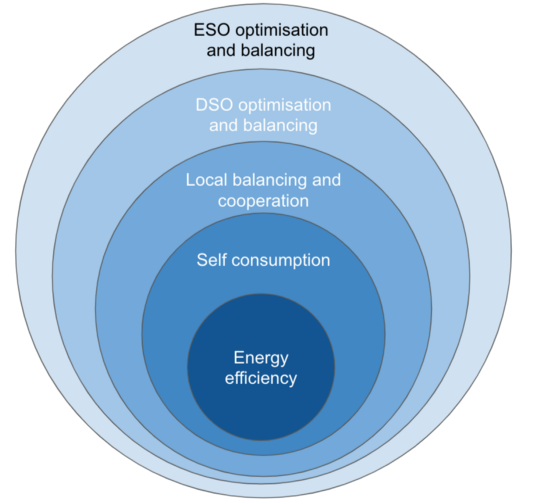 ESO optimisation
and balancing
DSO optimisation
and balancing
Local balancing and
cooperation
Self consumption
Energy
efficiency